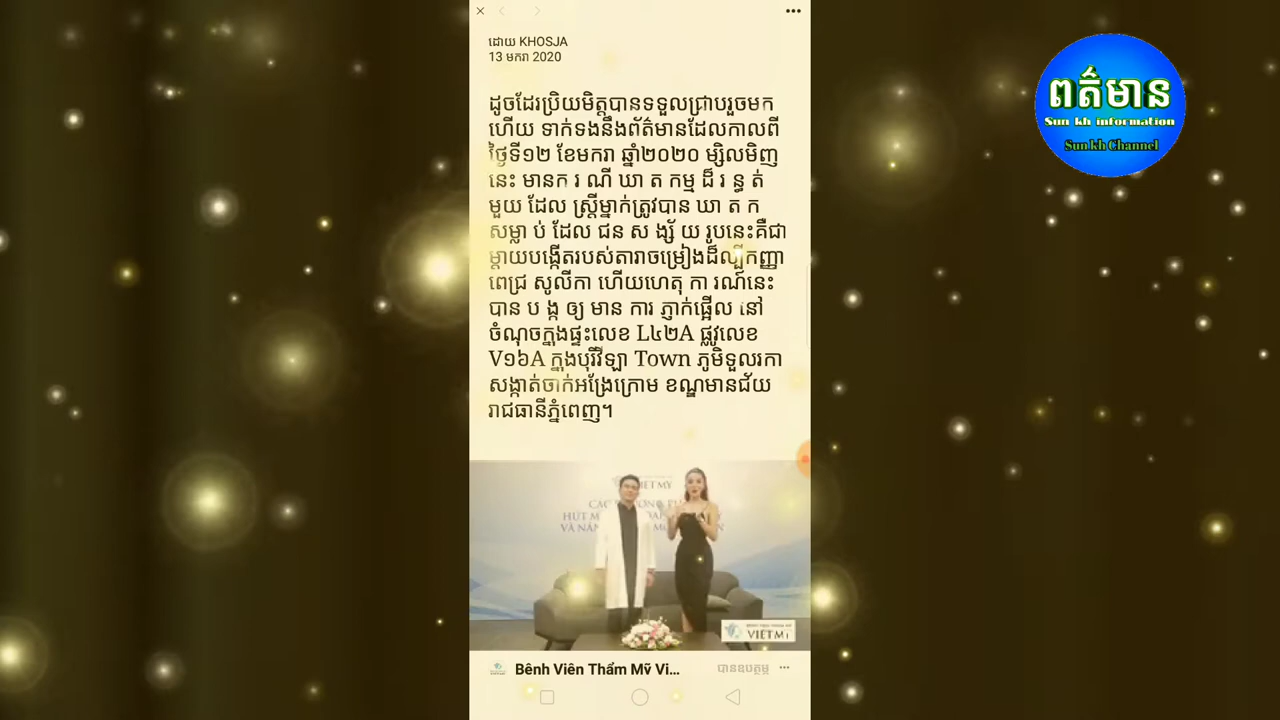 ដោយ KHOSJA
13 មករា 2020
ដូចដែរប្រិយមិត្តបានទទួលជ្រាបរួចមក
ហើយ ទាក់ទងនឹងព័ត៌មានដែលកាលពី
ថ្ងៃទី១២ ខែមករា ឆ្នាំ២០២០ ម្សិលមិញ
នេះ មានក រ ណី ឃា ត កម្ម ដ៏ រ ន្ធ ត់
មួយ ដែល ស្ត្រីម្នាក់ត្រូវបាន ឃា ត ក
សម្លា ប់ ដែល ជន ស ង្ស័ យ រូបនេះគឺជា
ម្តាយបង្កើតរបស់តារាចម្រៀងដ៏ល្បីកញ្ញា
ពេជ្រ សូលីកា ហើយហេតុ កា រណ៍នេះ
បាន ប ង្ក ឲ្យ មាន ការ ភ្ញាក់ផ្អើល នៅ
ចំណុចក្នុងផ្ទះលេខ L៤២A ផ្លូវលេខ
V១៦A ក្នុងបុរីវីឡា Town ភូមិទួលរកា
សង្កាត់ចាក់អង្រែក្រោម ខណ្ឌមានជ័យ
រាជធានីភ្នំពេញ។
ពត៌មាន
Sun kh information
Sun kh Channel
VIET MY
HÚT M
VIETM
Bênh Viên Thẩm Mỹ Vi...
បានឧបត្ថម្ភ